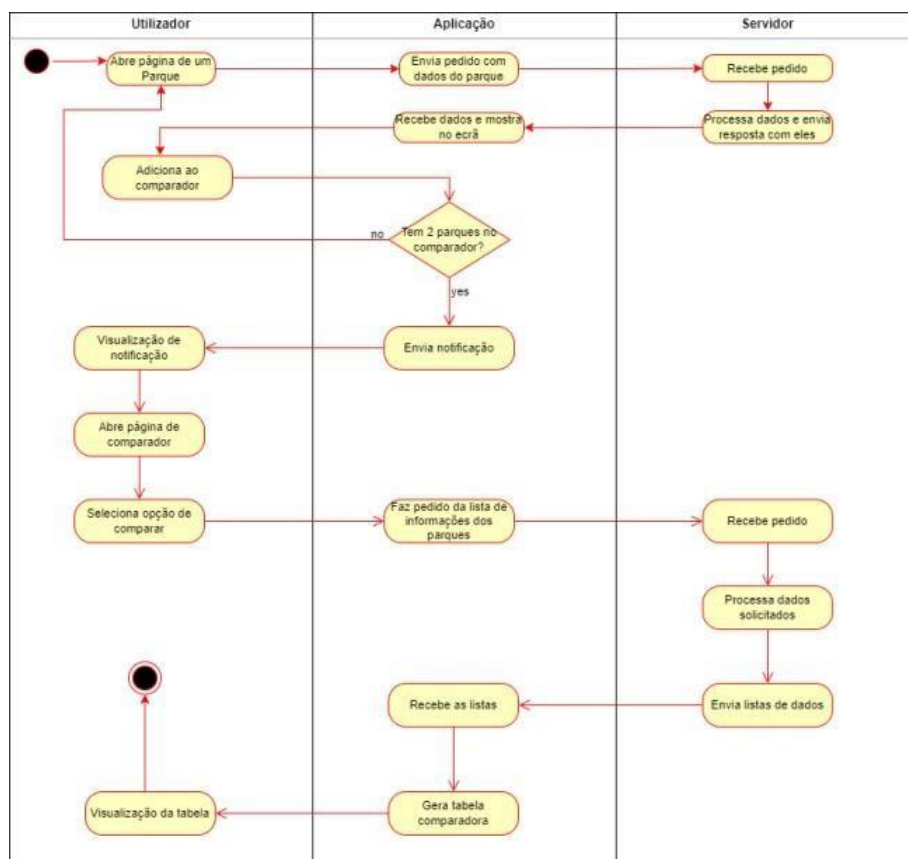 Utilizador
Aplicação
Servidor
Abre página de um
Parque
Envia pedido com
dados do parque
Recebe pedido
Recebe dados e mostra
no ecrã
Processa dados e envia
resposta com eles
Adiciona ao
comparador
no
Tem 2 parques no
comparador?
yes
Visualização de
notificação
Envia notificação
Abre página de
comparador
Seleciona opção de
comparar
Faz pedido da lista de
informações dos
parques
Recebe pedido
Processa dados
solicitados
Recebe as listas
Envia listas de dados
Visualização da tabela
Gera tabela
comparadora